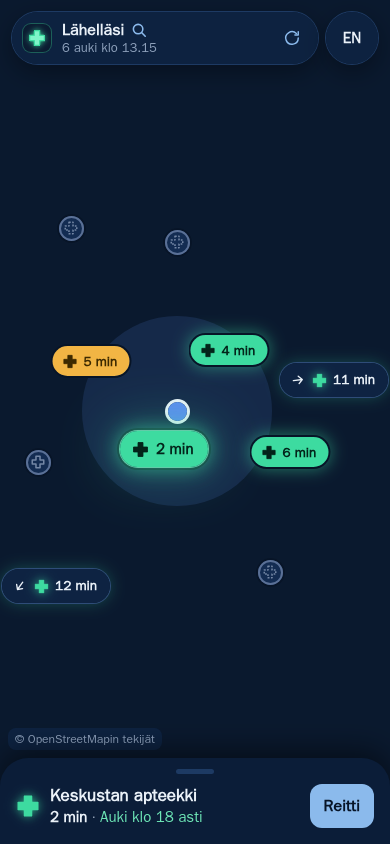 Lähelläsi
6 auki klo 13.15
EN
4 min
5 min
11 min
2 min
6 min
12 min
© OpenStreetMapin tekijät
Keskustan apteekki
2 min · Auki klo 18 asti
Reitti